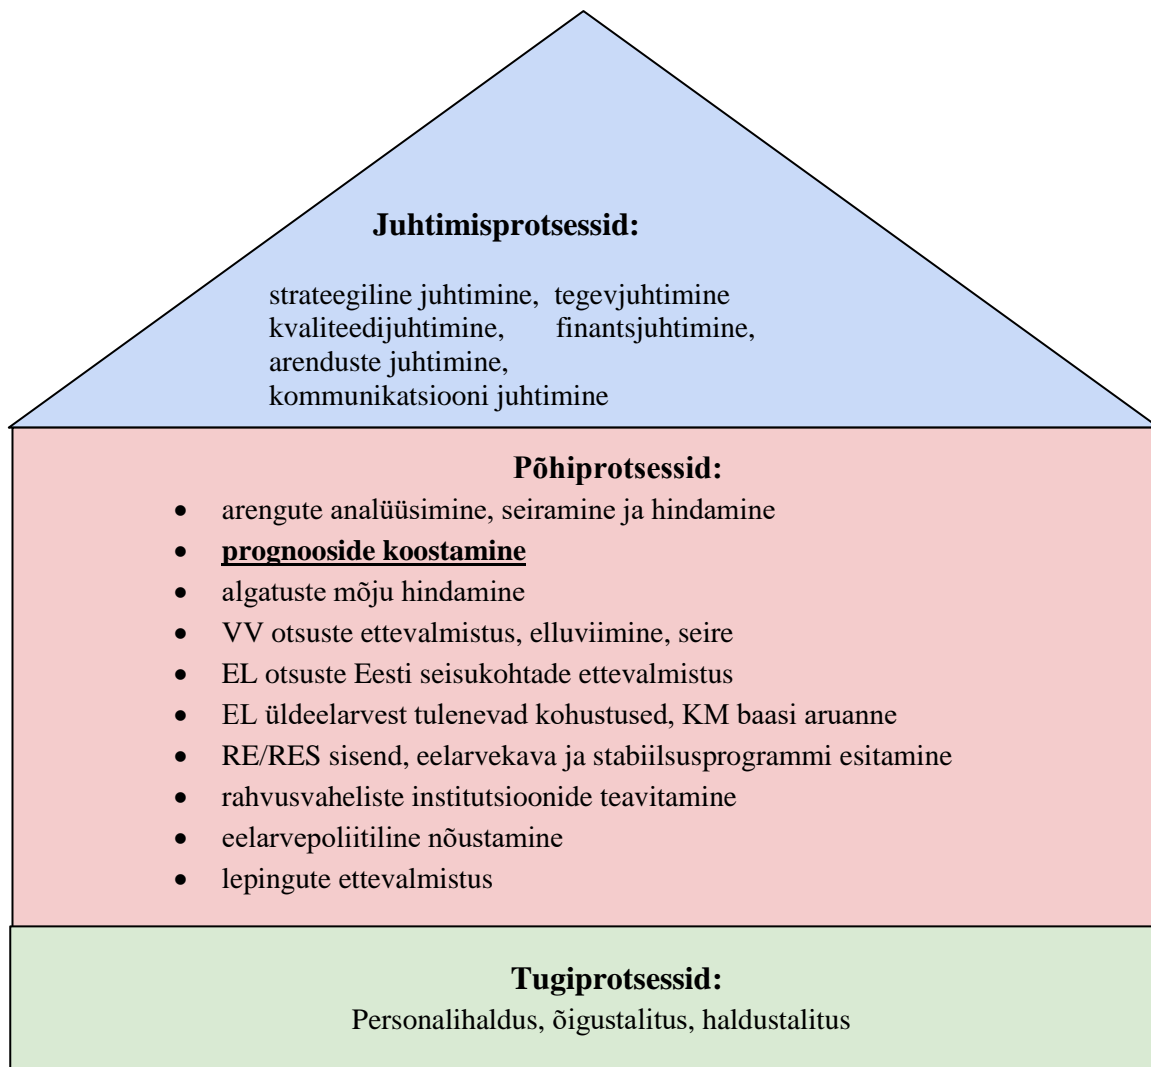 Juhtimisprotsessid:
strateegiline juhtimine, tegevjuhtimine
kvaliteedijuhtimine, finantsjuhtimine,
arenduste juhtimine,
kommunikatsiooni juhtimine
Põhiprotsessid:
• arengute analüüsimine, seiramine ja hindamine
• prognooside koostamine
• algatuste mõju hindamine
• VV otsuste ettevalmistus, elluviimine, seire
• EL otsuste Eesti seisukohtade ettevalmistus
• EL üldeelarvest tulenevad kohustused, KM baasi aruanne
• RE/RES sisend, eelarvekava ja stabiilsusprogrammi esitamine
• rahvusvaheliste institutsioonide teavitamine
• eelarvepoliitiline nõustamine
• lepingute ettevalmistus
Tugiprotsessid:
Personalihaldus, õigustalitus, haldustalitus